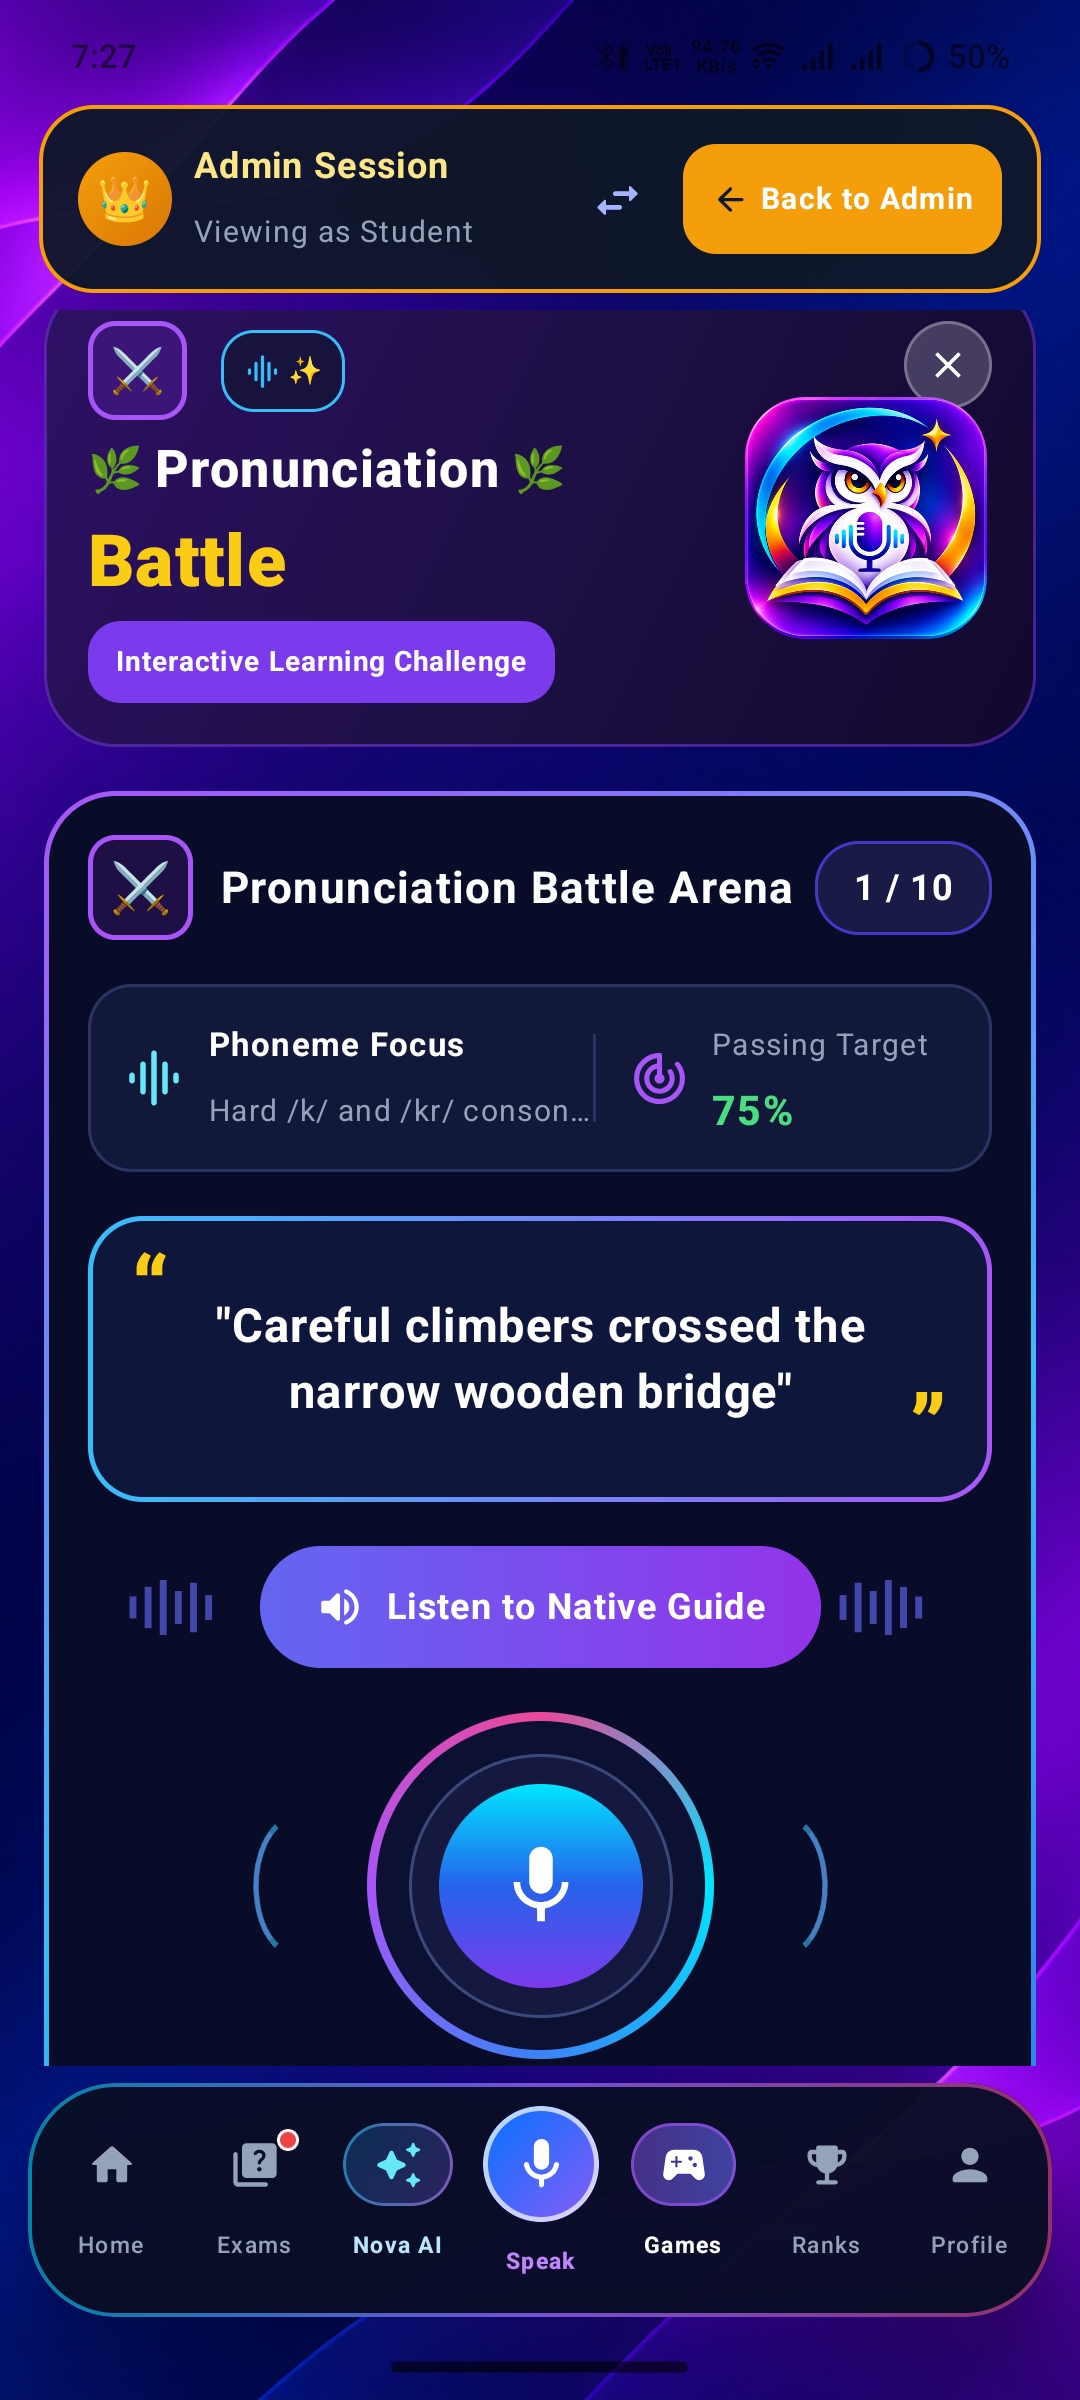 7:27
Vo))
LTE1
94.76
KB/s
50%
Admin Session
Viewing as Student
Back to Admin
Pronunciation
Battle
Interactive Learning Challenge
Pronunciation Battle Arena
1 / 10
Phoneme Focus
Hard /k/ and /kr/ conson...
Passing Target
75%
"Careful climbers crossed the
narrow wooden bridge"
Listen to Native Guide
Home
Exams
Nova AI
Speak
Games
Ranks
Profile